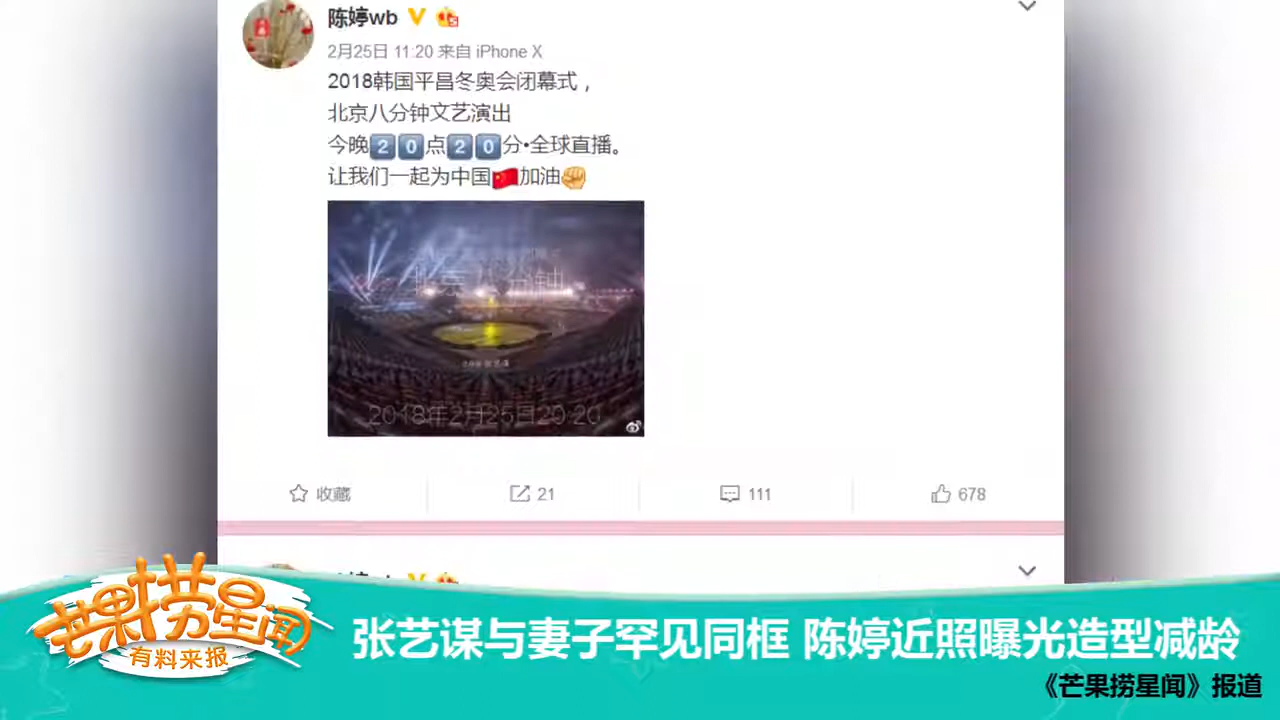 陈婷wb
2月25日 11:20 来自 iPhone X
2018韩国平昌冬奥会闭幕式，
北京八分钟文艺演出
今晚2️⃣0️⃣点2️⃣0️⃣分•全球直播。
让我们一起为中国🇨🇳加油✊
北京八分钟
2018年2月25日20:20
收藏
21
111
678
芒果捞星闻
有料来报
张艺谋与妻子罕见同框 陈婷近照曝光造型减龄
《芒果捞星闻》报道